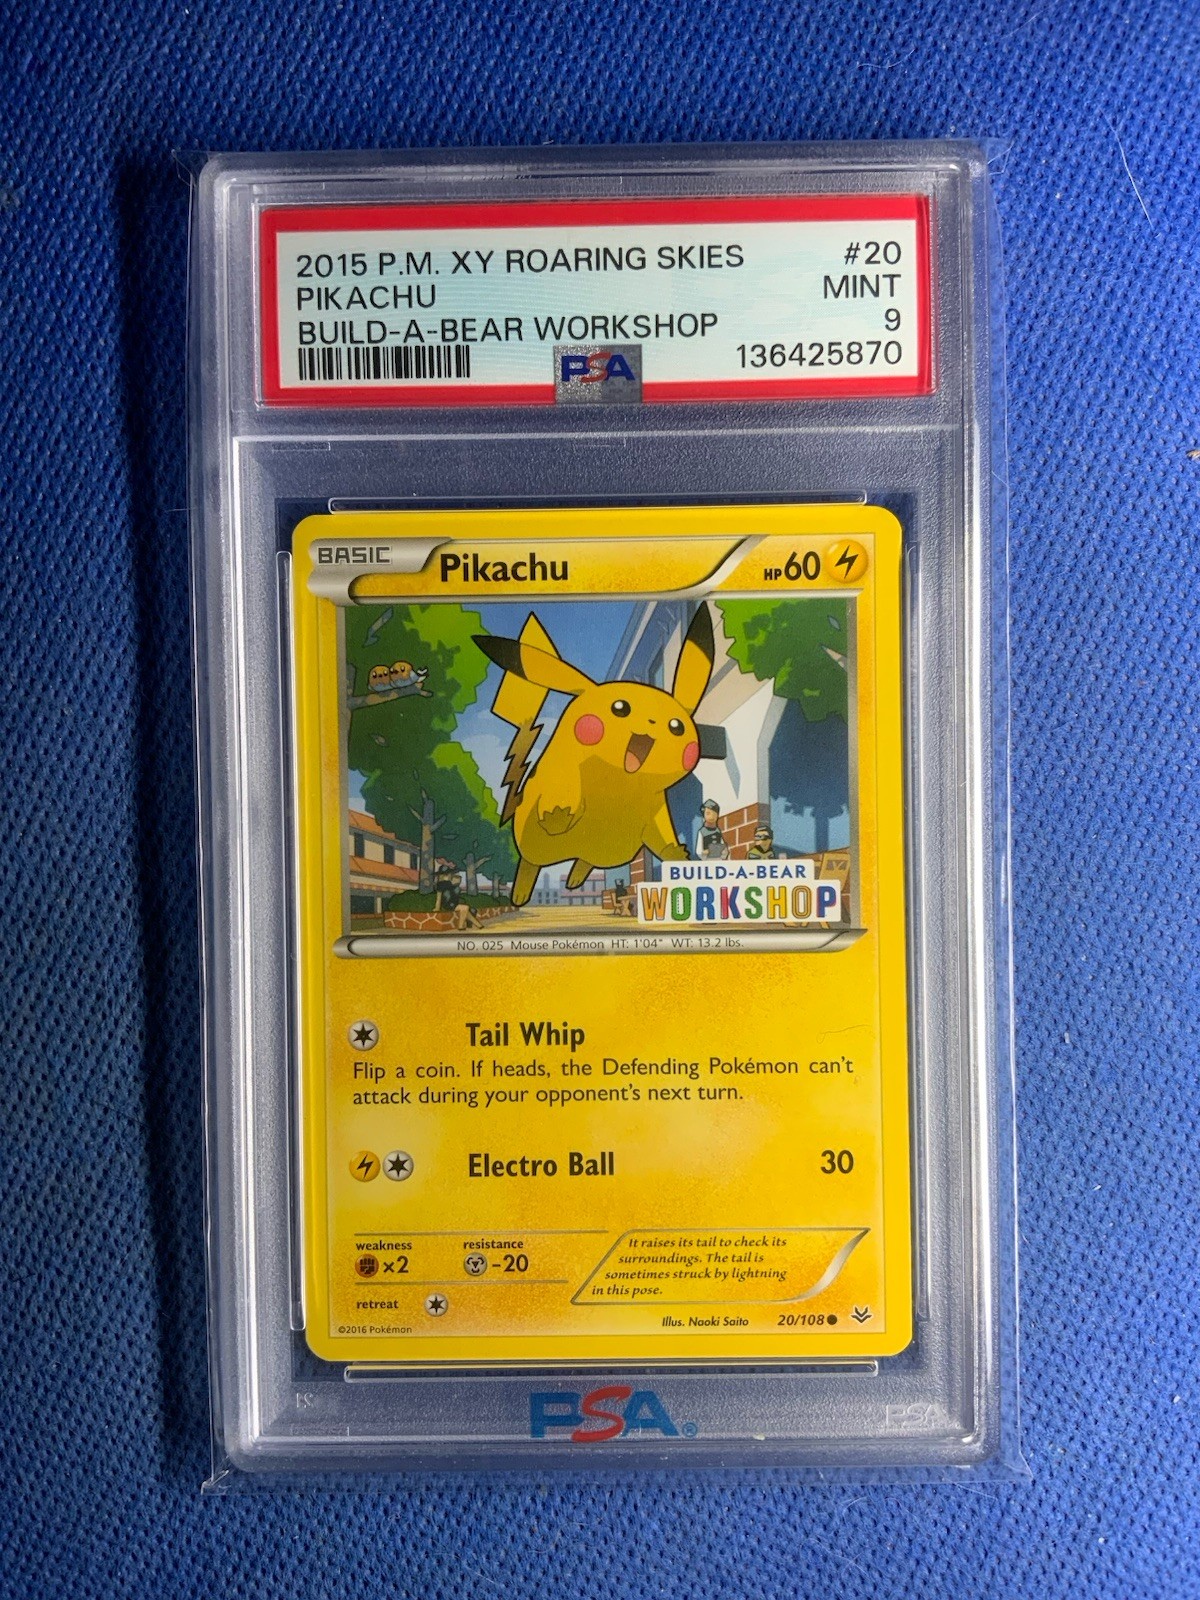 2015 P.M. XY ROARING SKIES #20
PIKACHU MINT
BUILD-A-BEAR WORKSHOP 9
PSA 136425870
BASIC Pikachu HP60
BUILD-A-BEAR
WORKSHOP
NO. 025 Mouse Pokémon HT: 1'04" WT: 13.2 lbs.
Tail Whip
Flip a coin. If heads, the Defending Pokémon can't
attack during your opponent's next turn.
Electro Ball 30
weakness resistance
×2 -20
retreat
It raises its tail to check its
surroundings. The tail is
sometimes struck by lightning
in this pose.
©2016 Pokémon Illus. Naoki Saito 20/108
PSA®
PSA